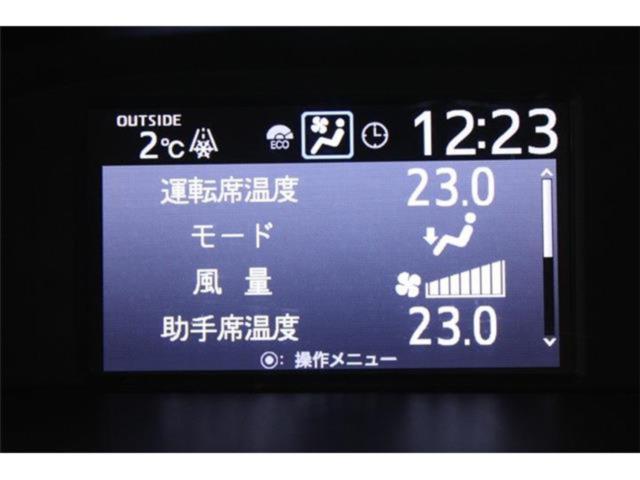 OUTSIDE
2℃ ECO 12:23
運転席温度 23.0
モード
風量
助手席温度 23.0
◉: 操作メニュー